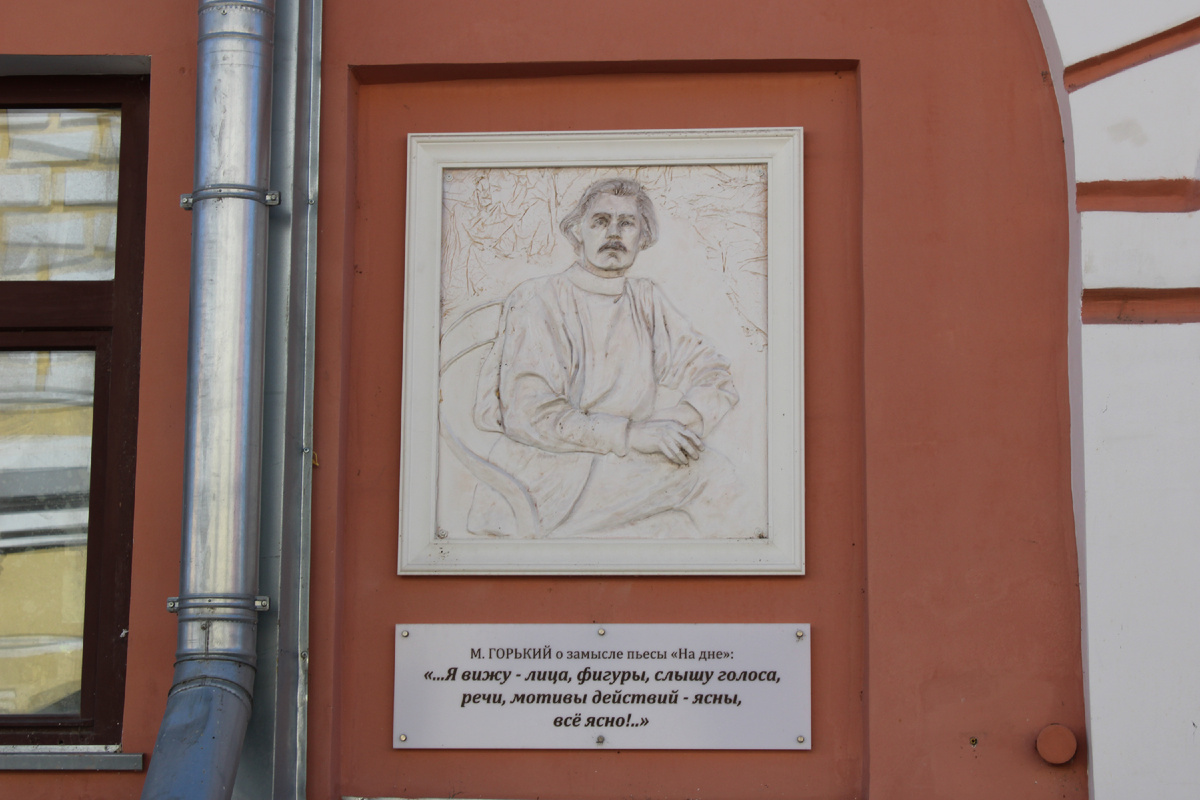 М. ГОРЬКИЙ о замысле пьесы «На дне»:
«...Я вижу - лица, фигуры, слышу голоса,
речи, мотивы действий - ясны,
всё ясно!..»